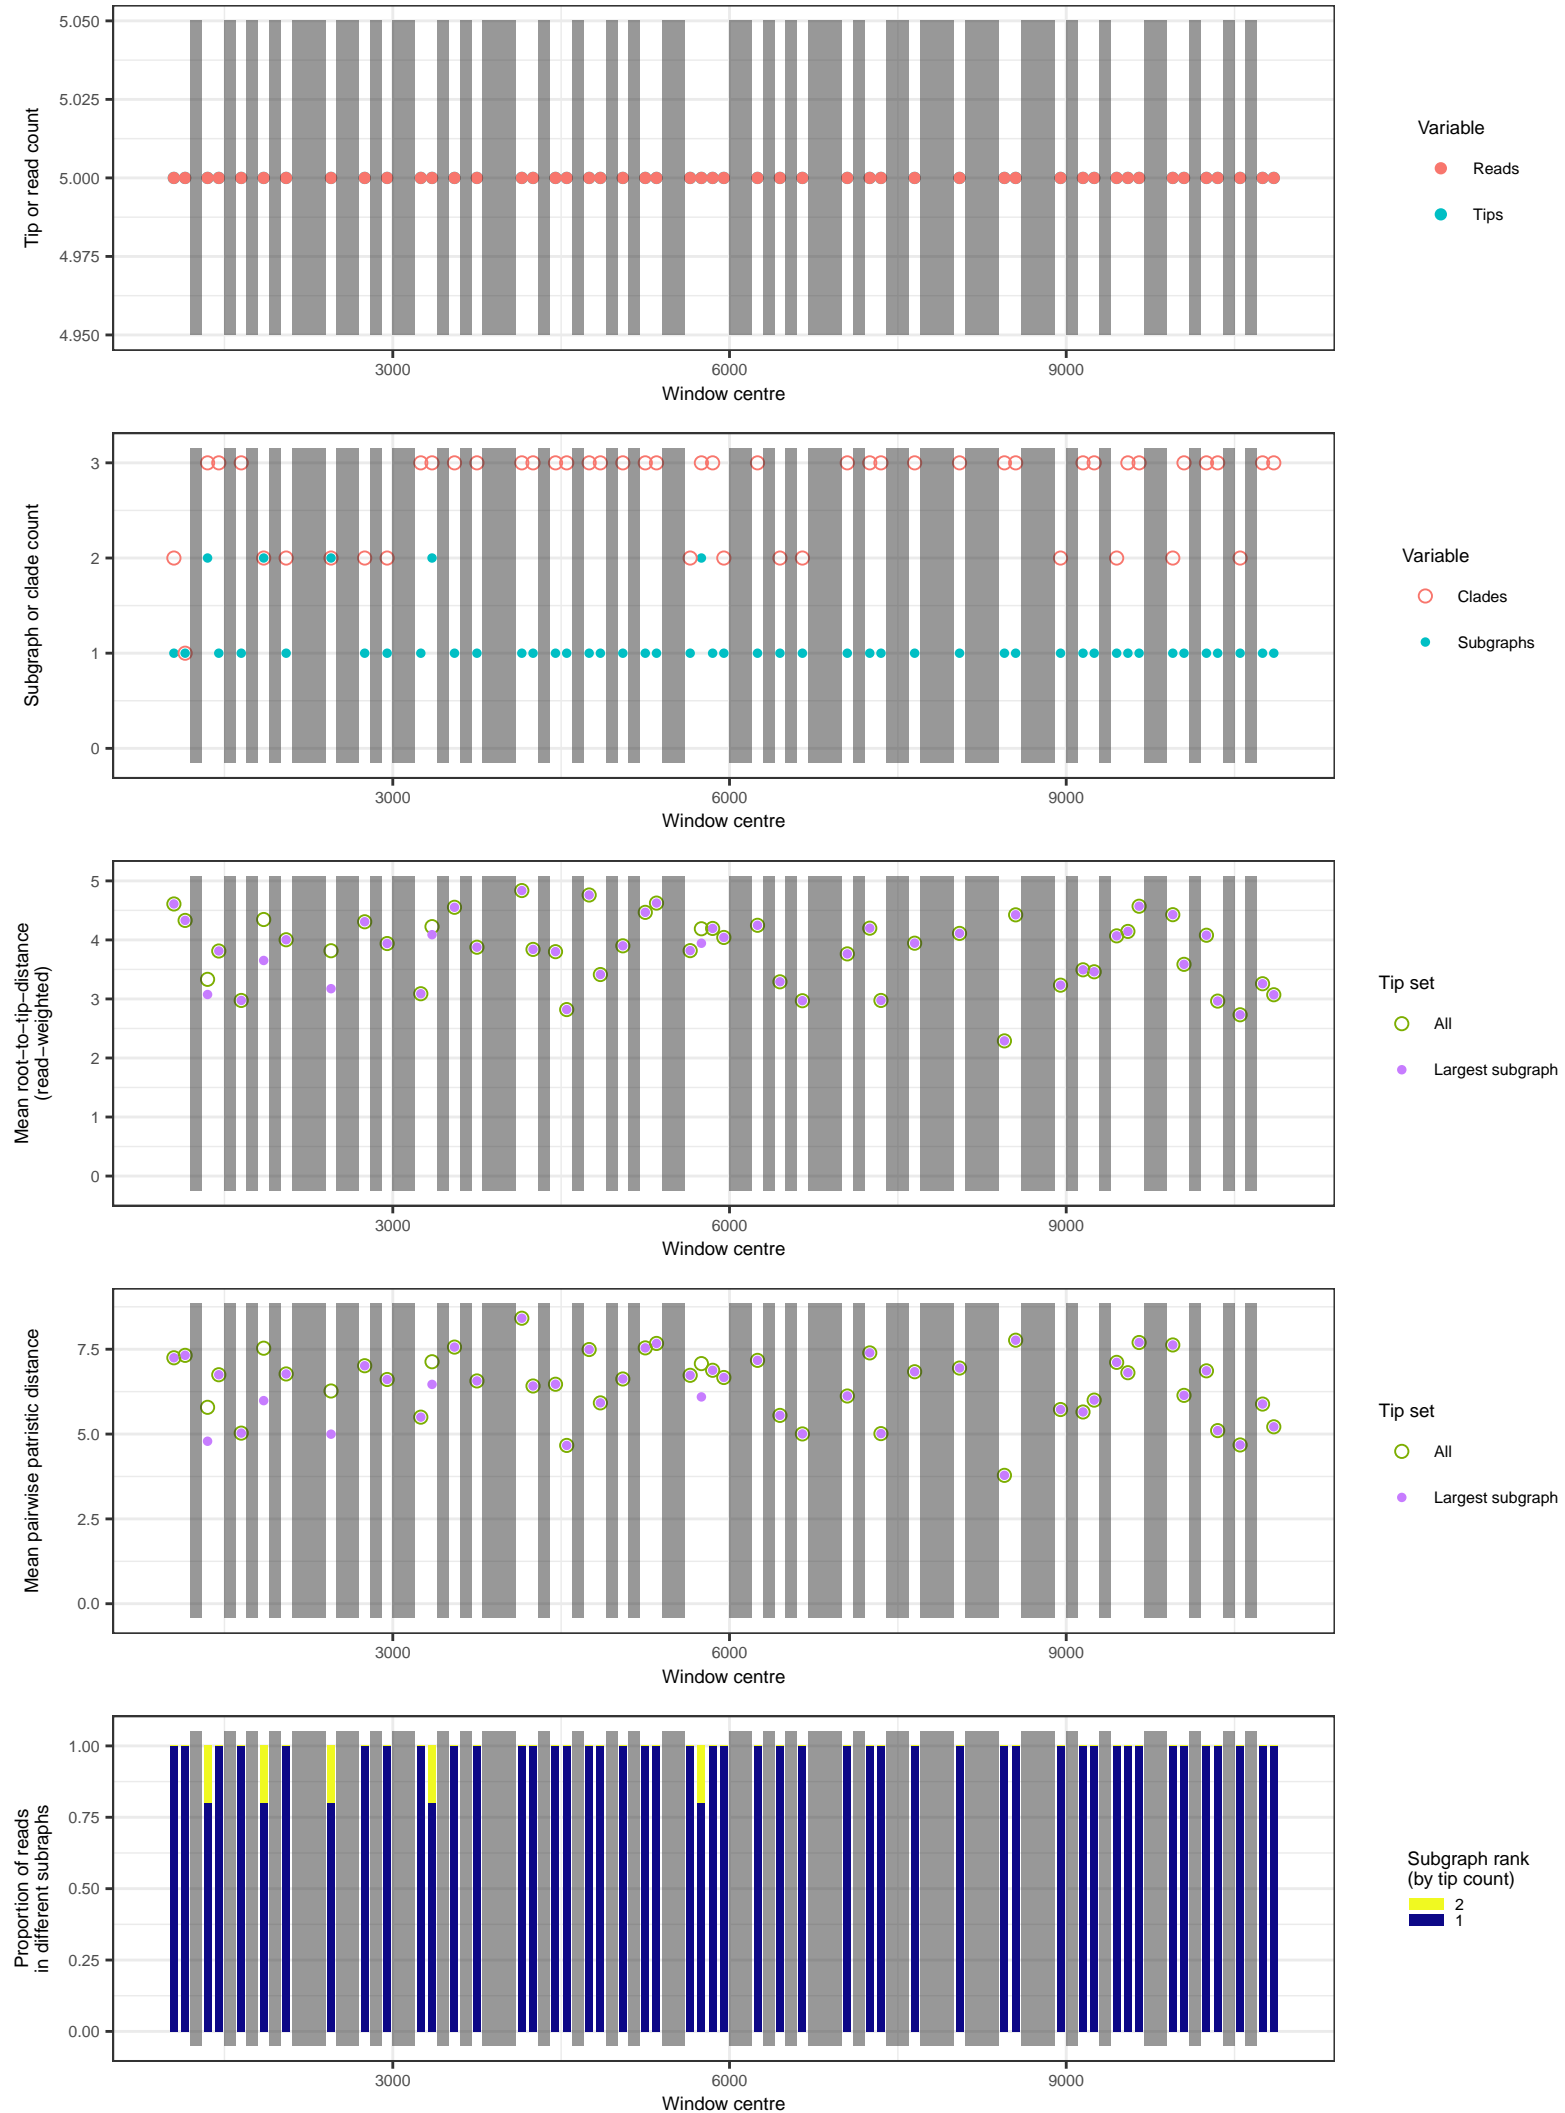 5.050
5.025
5.000
4.975
4.950
Tip or read count
3000
6000
9000
Window centre
Variable
Reads
Tips
3
2
1
0
Subgraph or clade count
3000
6000
9000
Window centre
Variable
Clades
Subgraphs
5
4
3
2
1
0
Mean root−to−tip−distance
(read−weighted)
3000
6000
9000
Window centre
Tip set
All
Largest subgraph
7.5
5.0
2.5
0.0
Mean pairwise patristic distance
3000
6000
9000
Window centre
Tip set
All
Largest subgraph
1.00
0.75
0.50
0.25
0.00
Proportion of reads
in different subraphs
3000
6000
9000
Window centre
Subgraph rank
(by tip count)
2
1